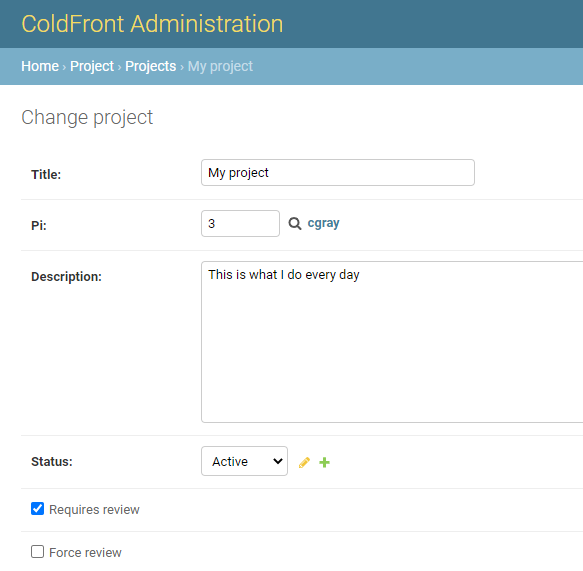 ColdFront Administration
Home › Project › Projects › My project
Change project
Title: My project
Pi: 3 cgray
Description: This is what I do every day
Status: Active
Requires review
Force review